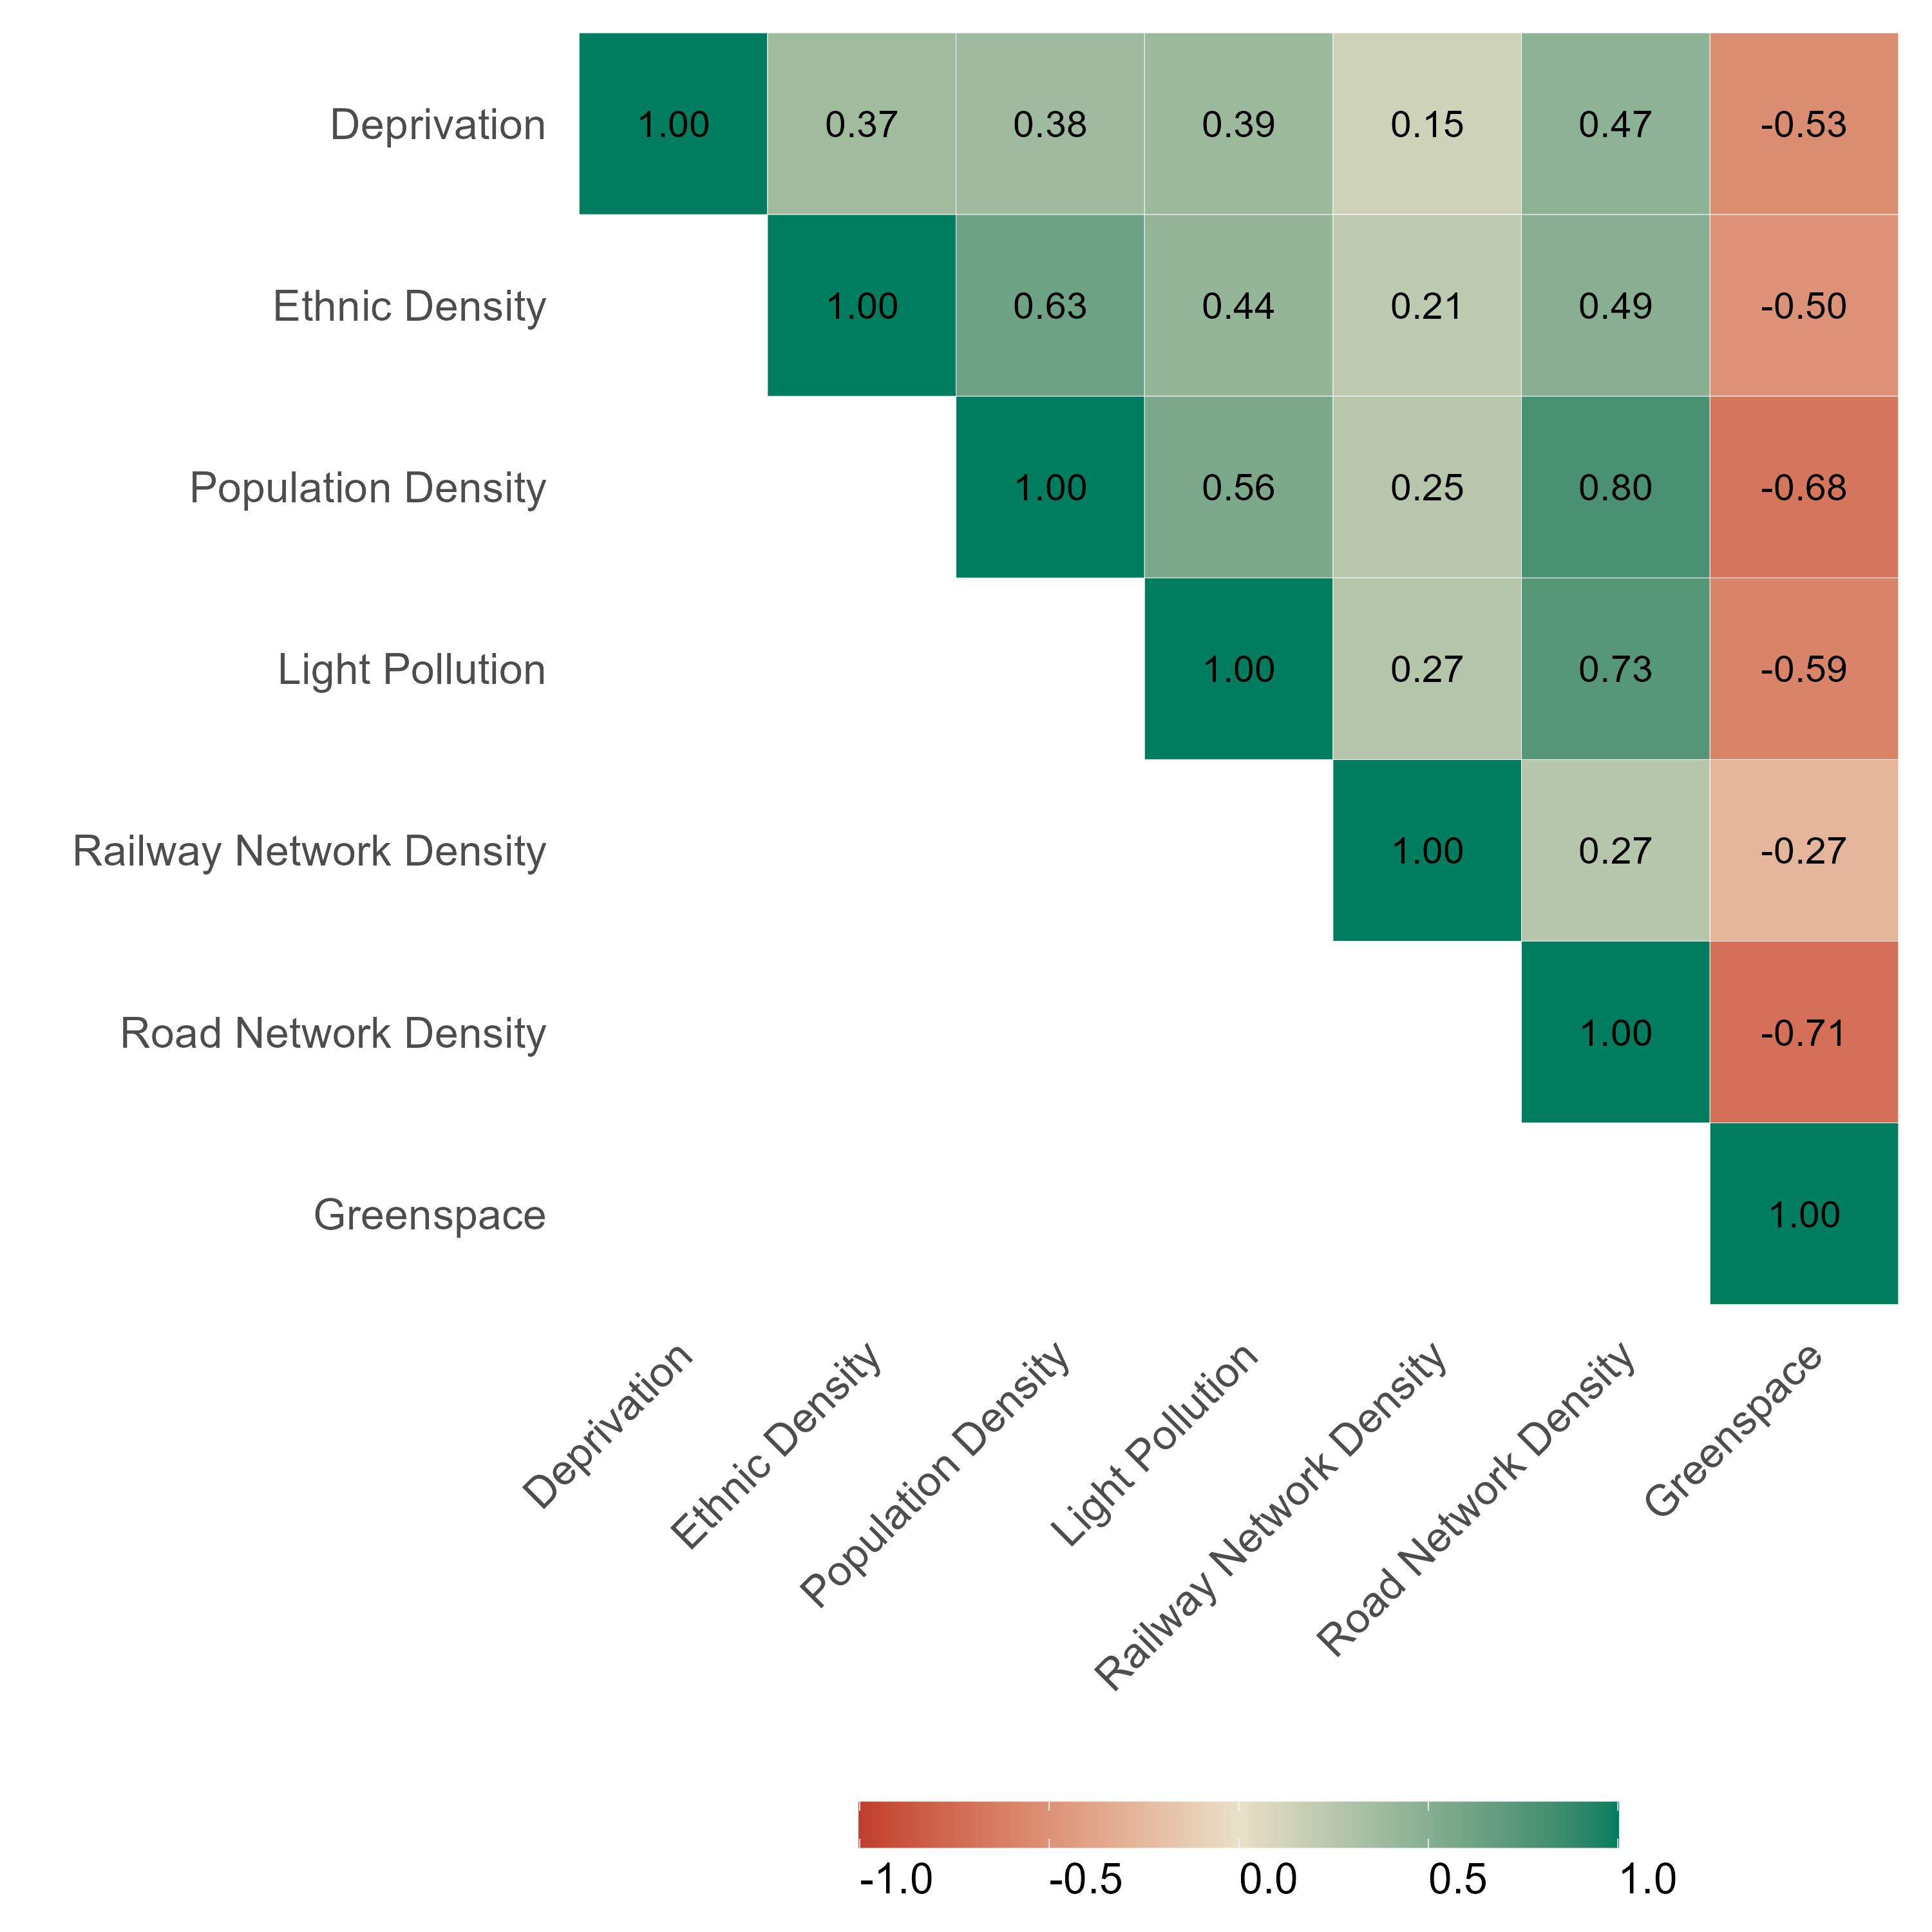 Deprivation 1.00 0.37 0.38 0.39 0.15 0.47 -0.53
Ethnic Density 1.00 0.63 0.44 0.21 0.49 -0.50
Population Density 1.00 0.56 0.25 0.80 -0.68
Light Pollution 1.00 0.27 0.73 -0.59
Railway Network Density 1.00 0.27 -0.27
Road Network Density 1.00 -0.71
Greenspace 1.00
Deprivation
Ethnic Density
Population Density
Light Pollution
Railway Network Density
Road Network Density
Greenspace
-1.0 -0.5 0.0 0.5 1.0